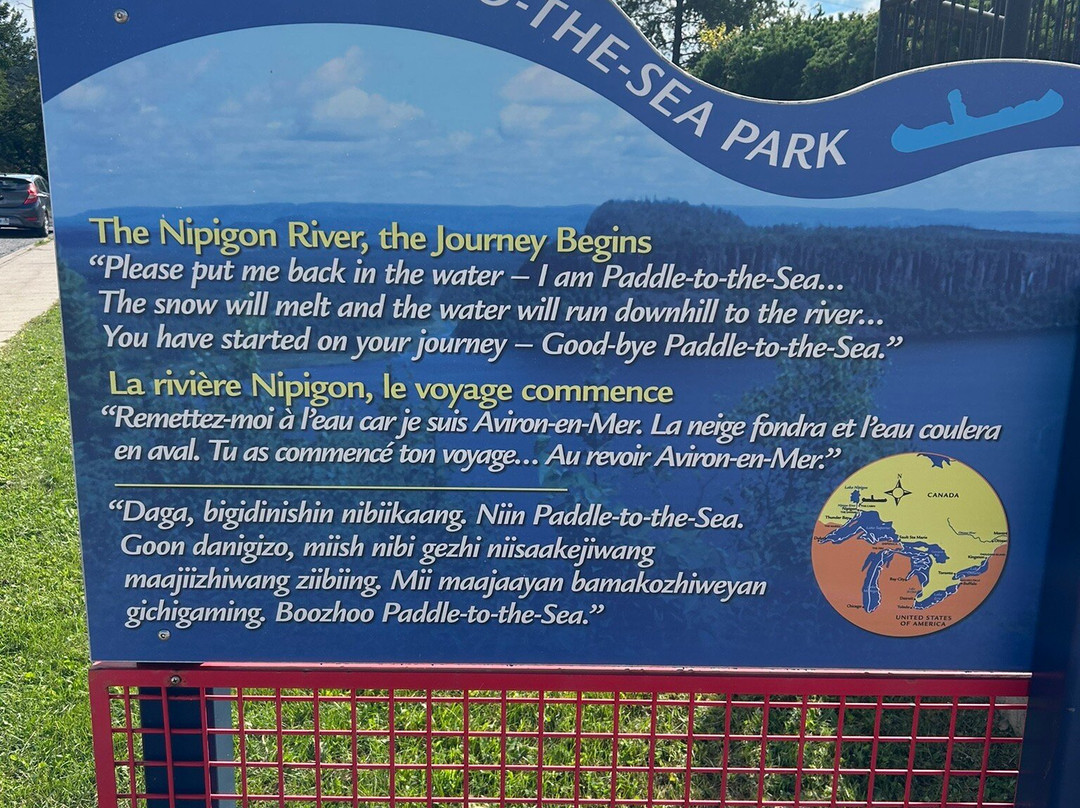 -THE-SEA PARK
The Nipigon River, the Journey Begins
“Please put me back in the water – I am Paddle-to-the-Sea...
The snow will melt and the water will run downhill to the river...
You have started on your journey – Good-bye Paddle-to-the-Sea.”
La rivière Nipigon, le voyage commence
“Remettez-moi à l’eau car je suis Aviron-en-Mer. La neige fondra et l’eau coulera
en aval. Tu as commencé ton voyage... Au revoir Aviron-en-Mer.”
“Daga, bigidinishin nibiikaang. Niin Paddle-to-the-Sea.
Goon danigizo, miish nibi gezhi niisaakejiwang
maajiizhiwang ziibiing. Mii maajaayan bamakozhiweyan
gichigaming. Boozhoo Paddle-to-the-Sea.”
N
CANADA
UNITED STATES
OF AMERICA